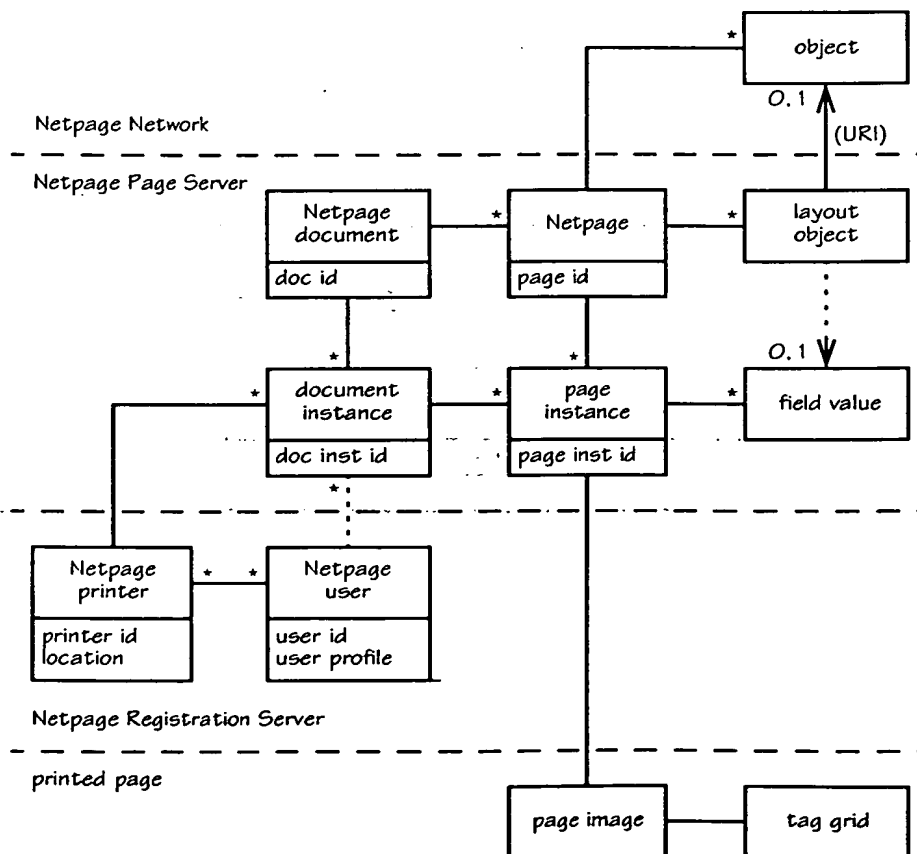 *
object
0.1
(URI)
Netpage Network
Netpage Page Server
Netpage
document
doc id
*
Netpage
page id
*
layout
object
*
*
0.1
*
document
instance
doc inst id
*
page
instance
page inst id
*
field value
*
Netpage
printer
printer id
location
* *
Netpage
user
user id
user profile
Netpage Registration Server
printed page
page image
tag grid